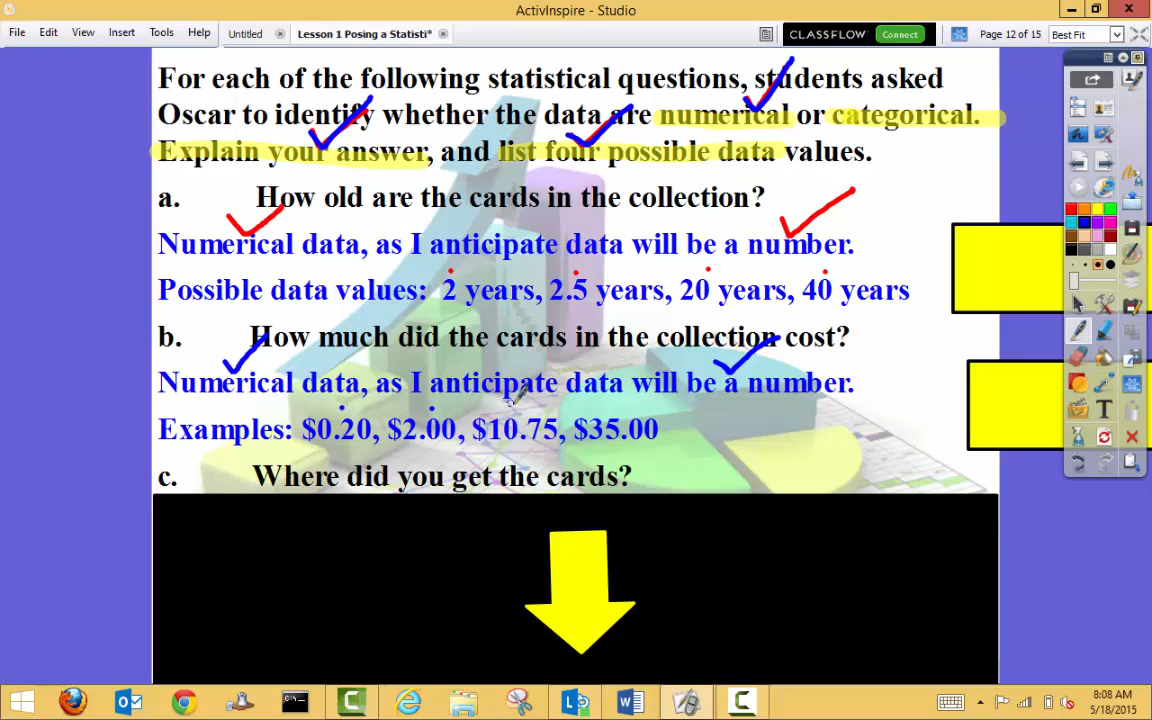 ActivInspire - Studio
File Edit View Insert Tools Help Untitled Lesson 1 Posing a Statisti* CLASSFLOW Connect Page 12 of 15 Best Fit
For each of the following statistical questions, students asked
Oscar to identify whether the data are numerical or categorical.
Explain your answer, and list four possible data values.
a. How old are the cards in the collection?
Numerical data, as I anticipate data will be a number.
Possible data values: 2 years, 2.5 years, 20 years, 40 years
b. How much did the cards in the collection cost?
Numerical data, as I anticipate data will be a number.
Examples: $0.20, $2.00, $10.75, $35.00
c. Where did you get the cards?
8:08 AM
5/18/2015